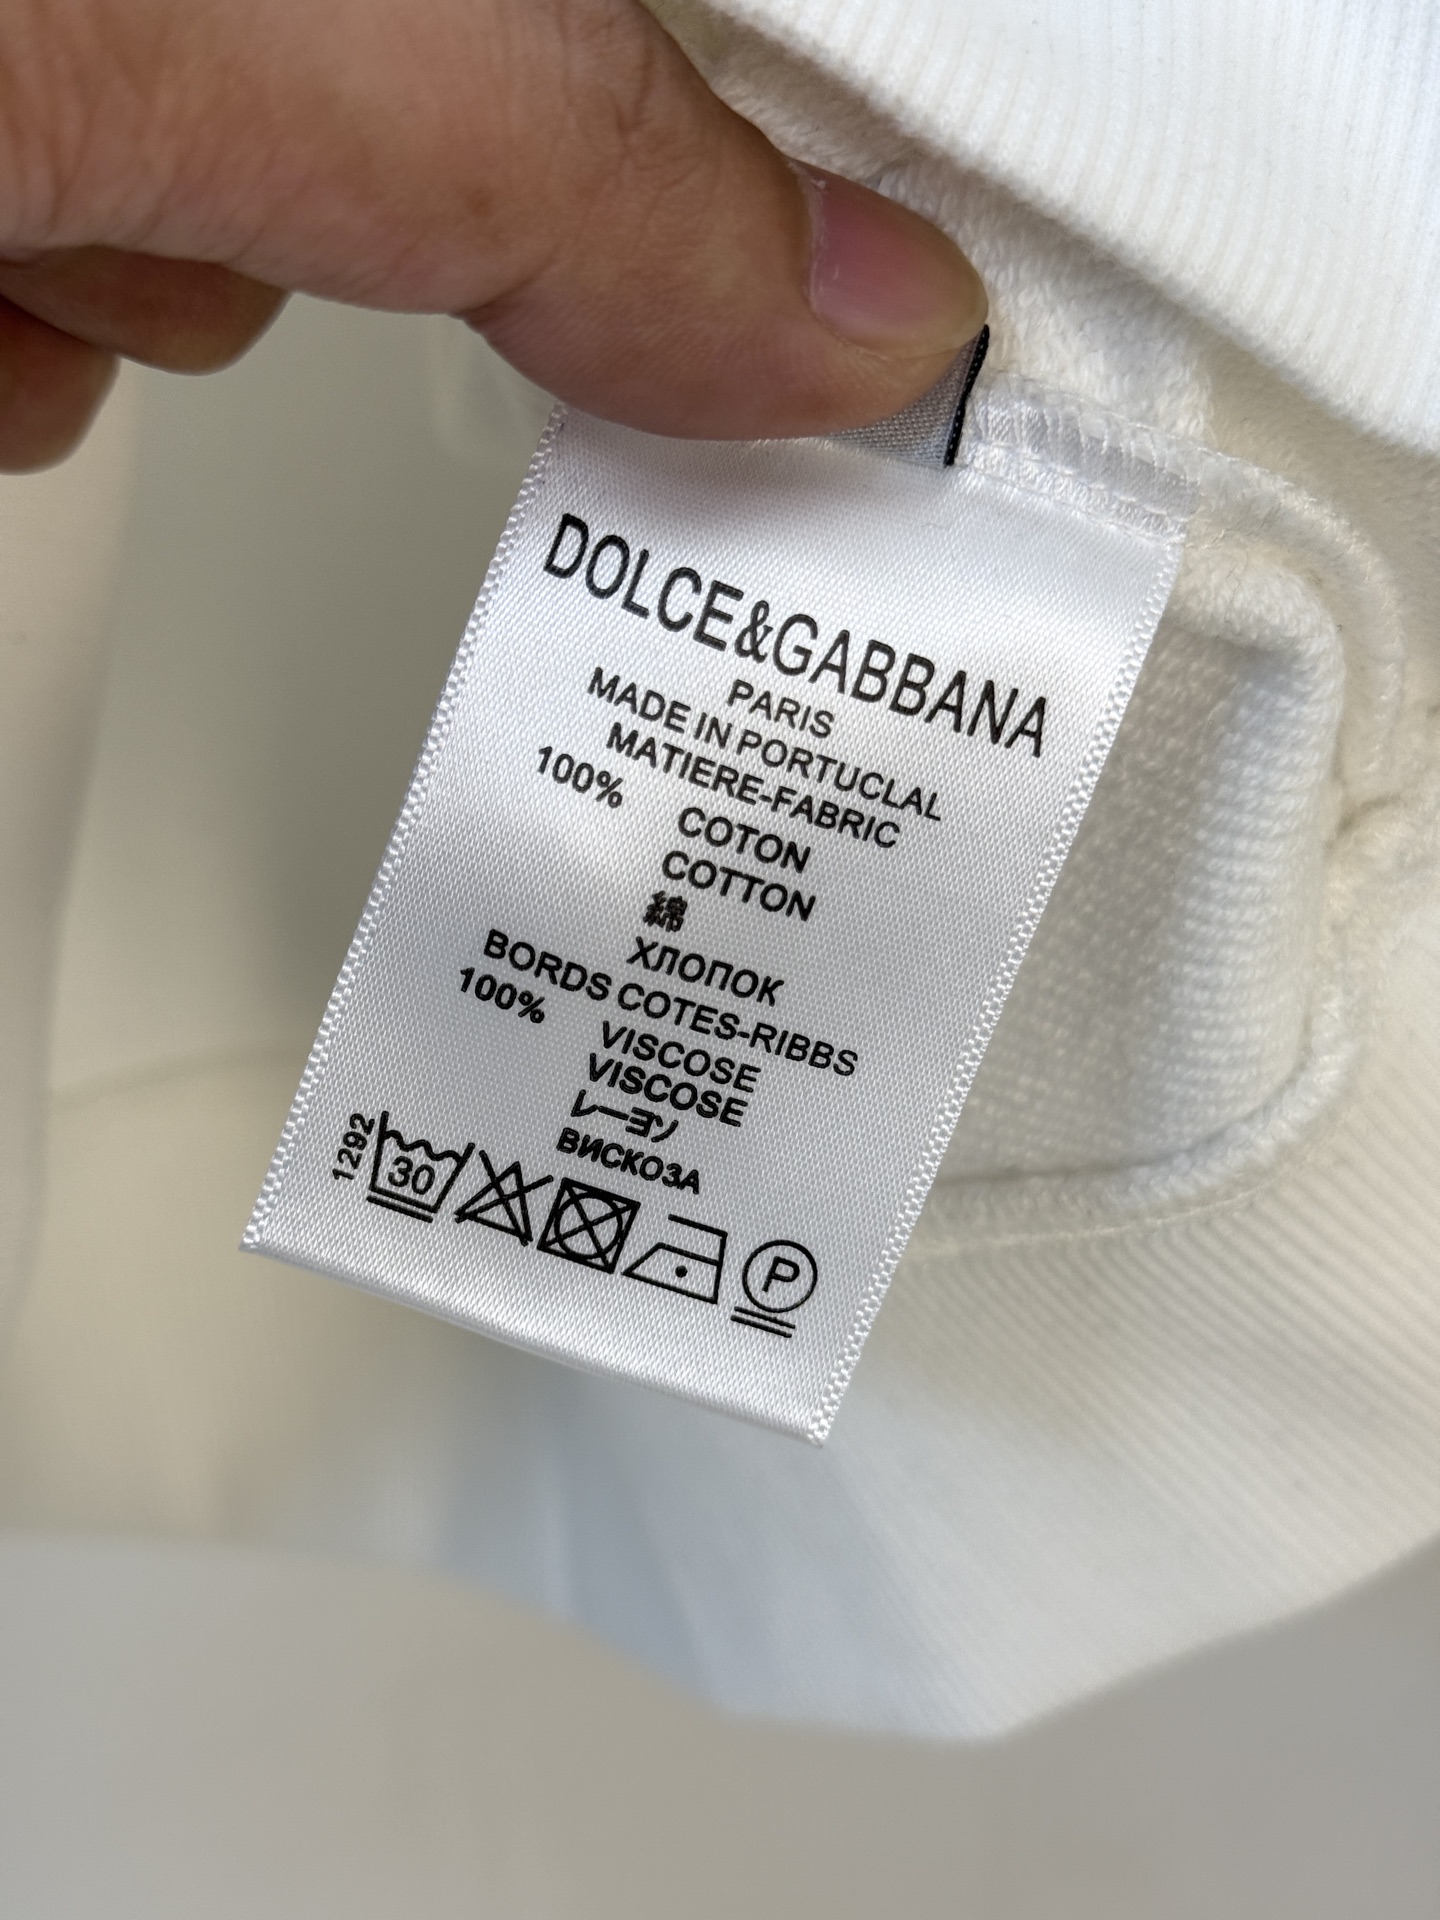 DOLCE&GABBANA
PARIS
MADE IN PORTUCLAL
MATIERE-FABRIC
100%
COTON
COTTON
綿
ХЛОПОК
BORDS COTES-RIBBS
100%
VISCOSE
VISCOSE
レーヨン
ВИСКОЗА
1292
30
P